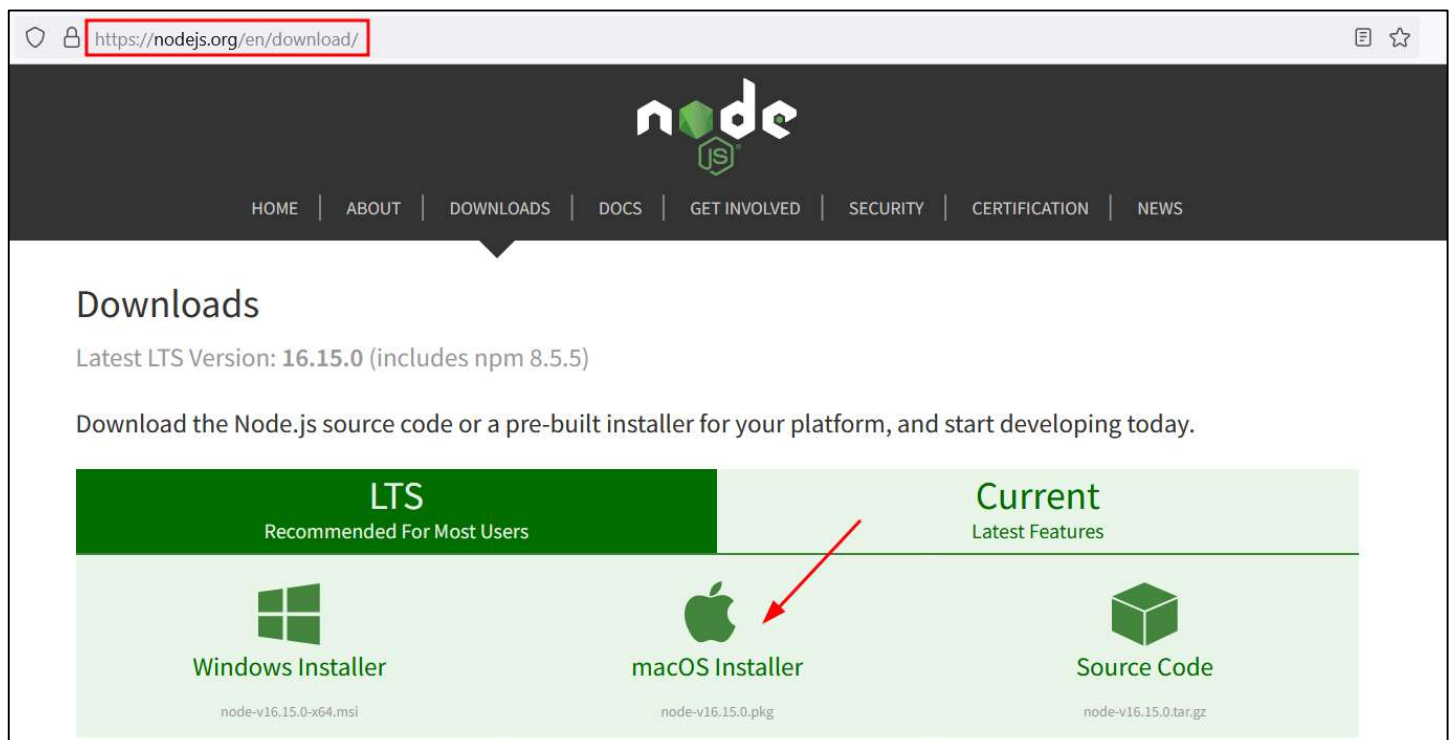 https://nodejs.org/en/download/
node
JS
HOME | ABOUT | DOWNLOADS | DOCS | GET INVOLVED | SECURITY | CERTIFICATION | NEWS
Downloads
Latest LTS Version: 16.15.0 (includes npm 8.5.5)
Download the Node.js source code or a pre-built installer for your platform, and start developing today.
LTS
Recommended For Most Users
Current
Latest Features
Windows Installer
node-v16.15.0-x64.msi
macOS Installer
node-v16.15.0.pkg
Source Code
node-v16.15.0.tar.gz